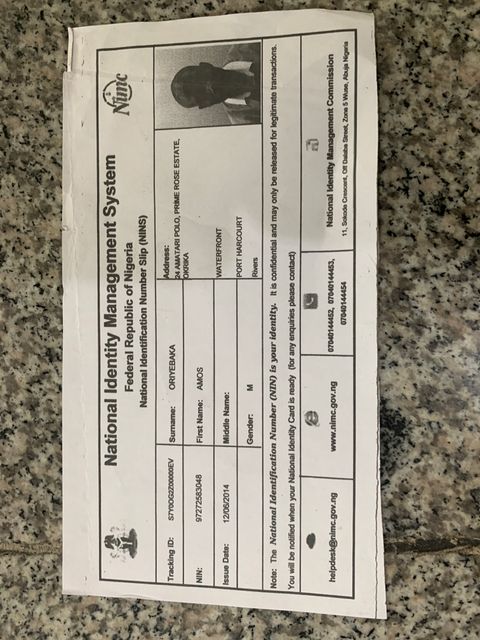 National Identity Management System
Federal Republic of Nigeria
National Identification Number Slip (NINS)
Nimc
Tracking ID: S7Y0OG2Z00000EV
Surname: ORIYEBAKA
Address:
24 AMATARI POLO, PRIME ROSE ESTATE,
OKRIKA
NIN: 97272583048
First Name: AMOS
WATERFRONT
Issue Date: 12/06/2014
Middle Name:
PORT HARCOURT
Gender: M
Rivers
Note: The National Identification Number (NIN) is your identity. It is confidential and may only be released for legitimate transactions.
You will be notified when your National Identity Card is ready (for any enquiries please contact)
helpdesk@nimc.gov.ng
www.nimc.gov.ng
07040144452, 07040144453,
07040144454
National Identity Management Commission
11, Sokode Crescent, Off Dalaba Street, Zone 5 Wuse, Abuja Nigeria